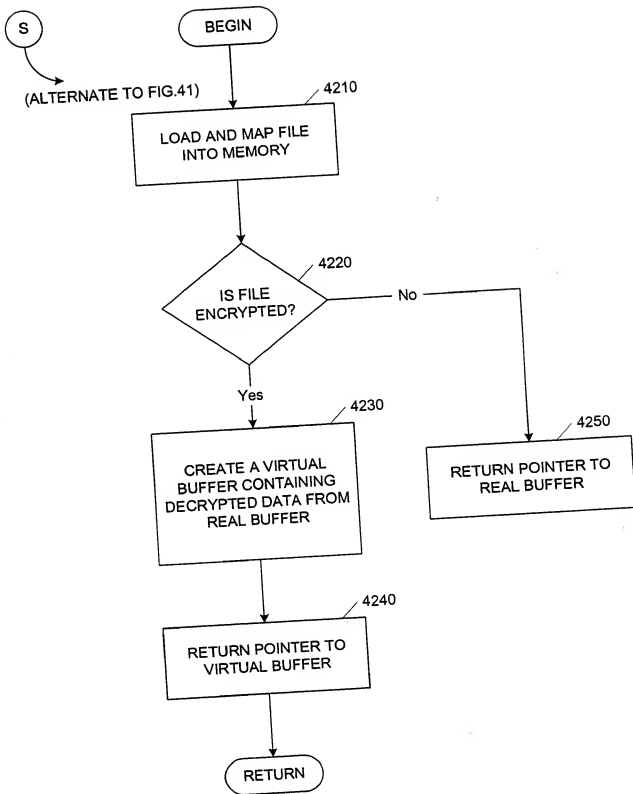 S
BEGIN
(ALTERNATE TO FIG.41)
4210
LOAD AND MAP FILE
INTO MEMORY
4220
IS FILE
ENCRYPTED?
No
Yes
4230
CREATE A VIRTUAL
BUFFER CONTAINING
DECRYPTED DATA FROM
REAL BUFFER
4250
RETURN POINTER TO
REAL BUFFER
4240
RETURN POINTER TO
VIRTUAL BUFFER
RETURN